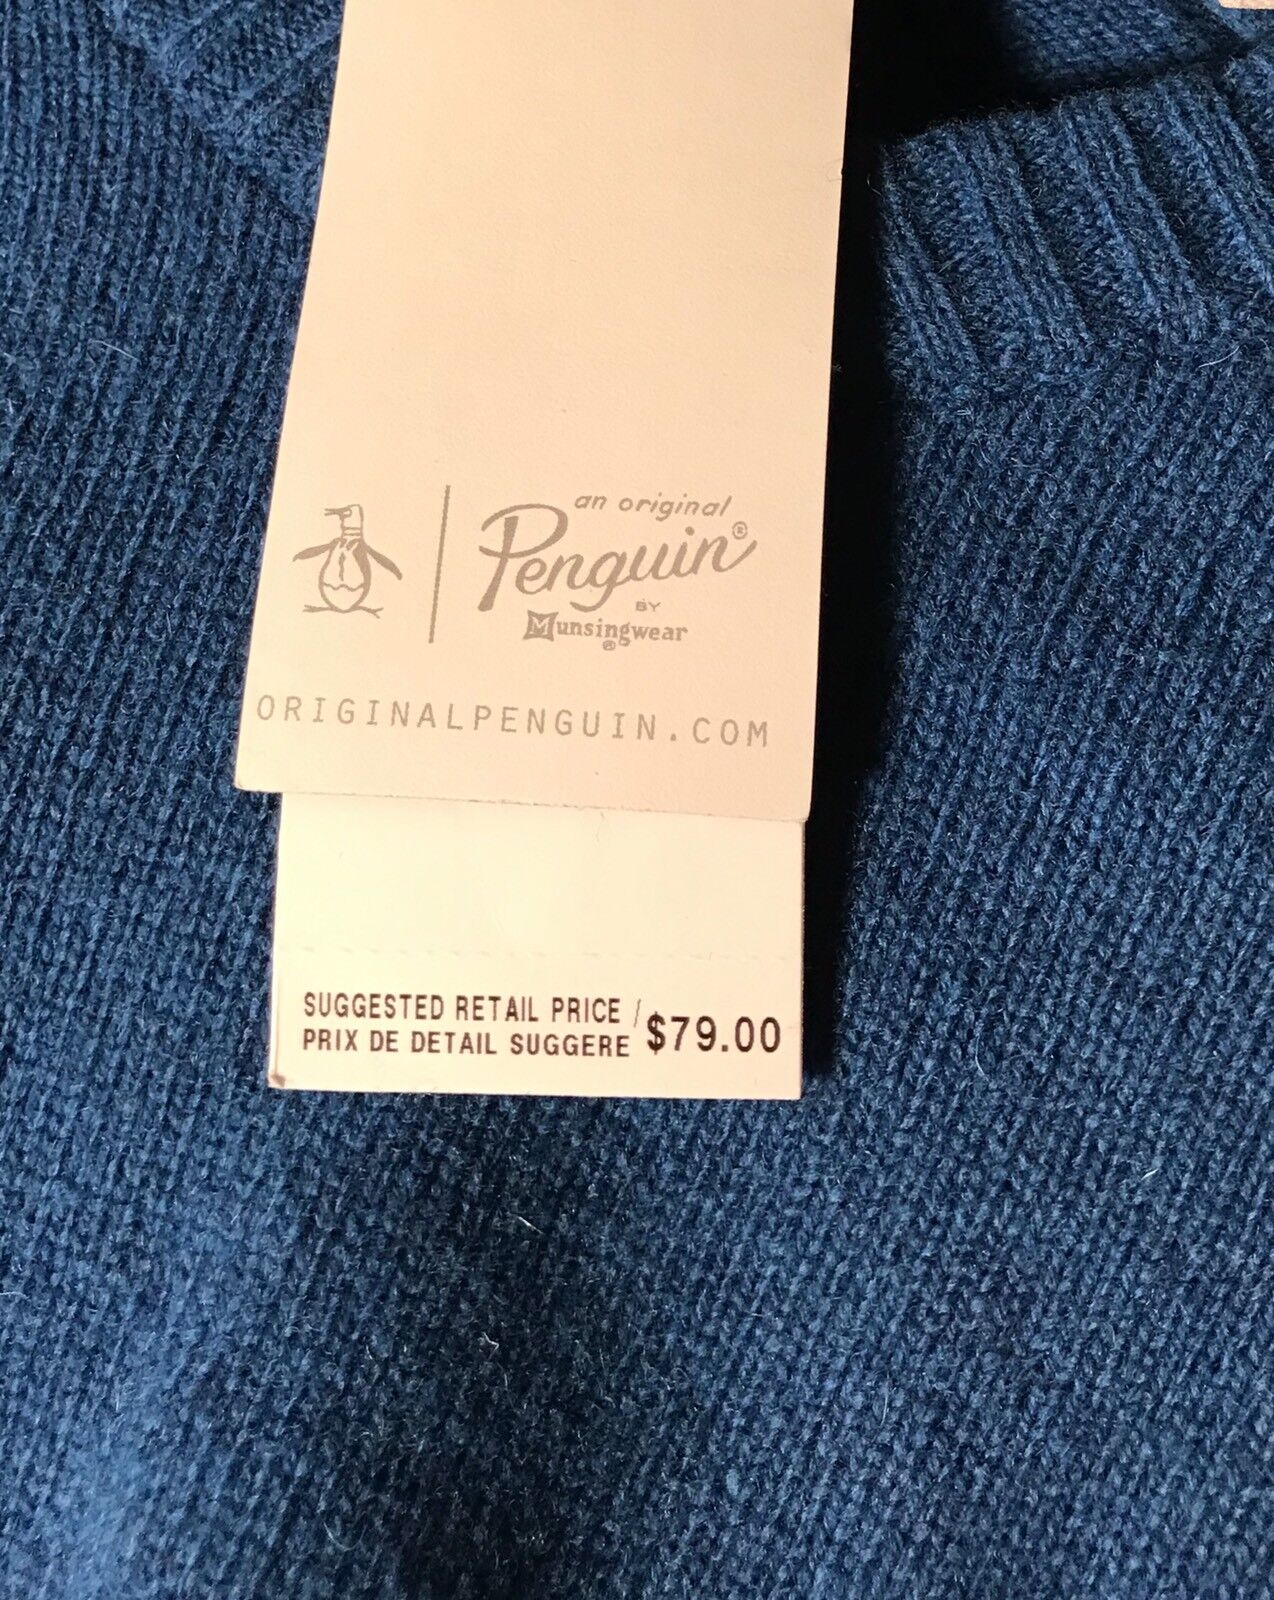 an original
Penguin®
BY
Munsingwear
®
ORIGINALPENGUIN.COM
SUGGESTED RETAIL PRICE /
PRIX DE DETAIL SUGGERE
$79.00